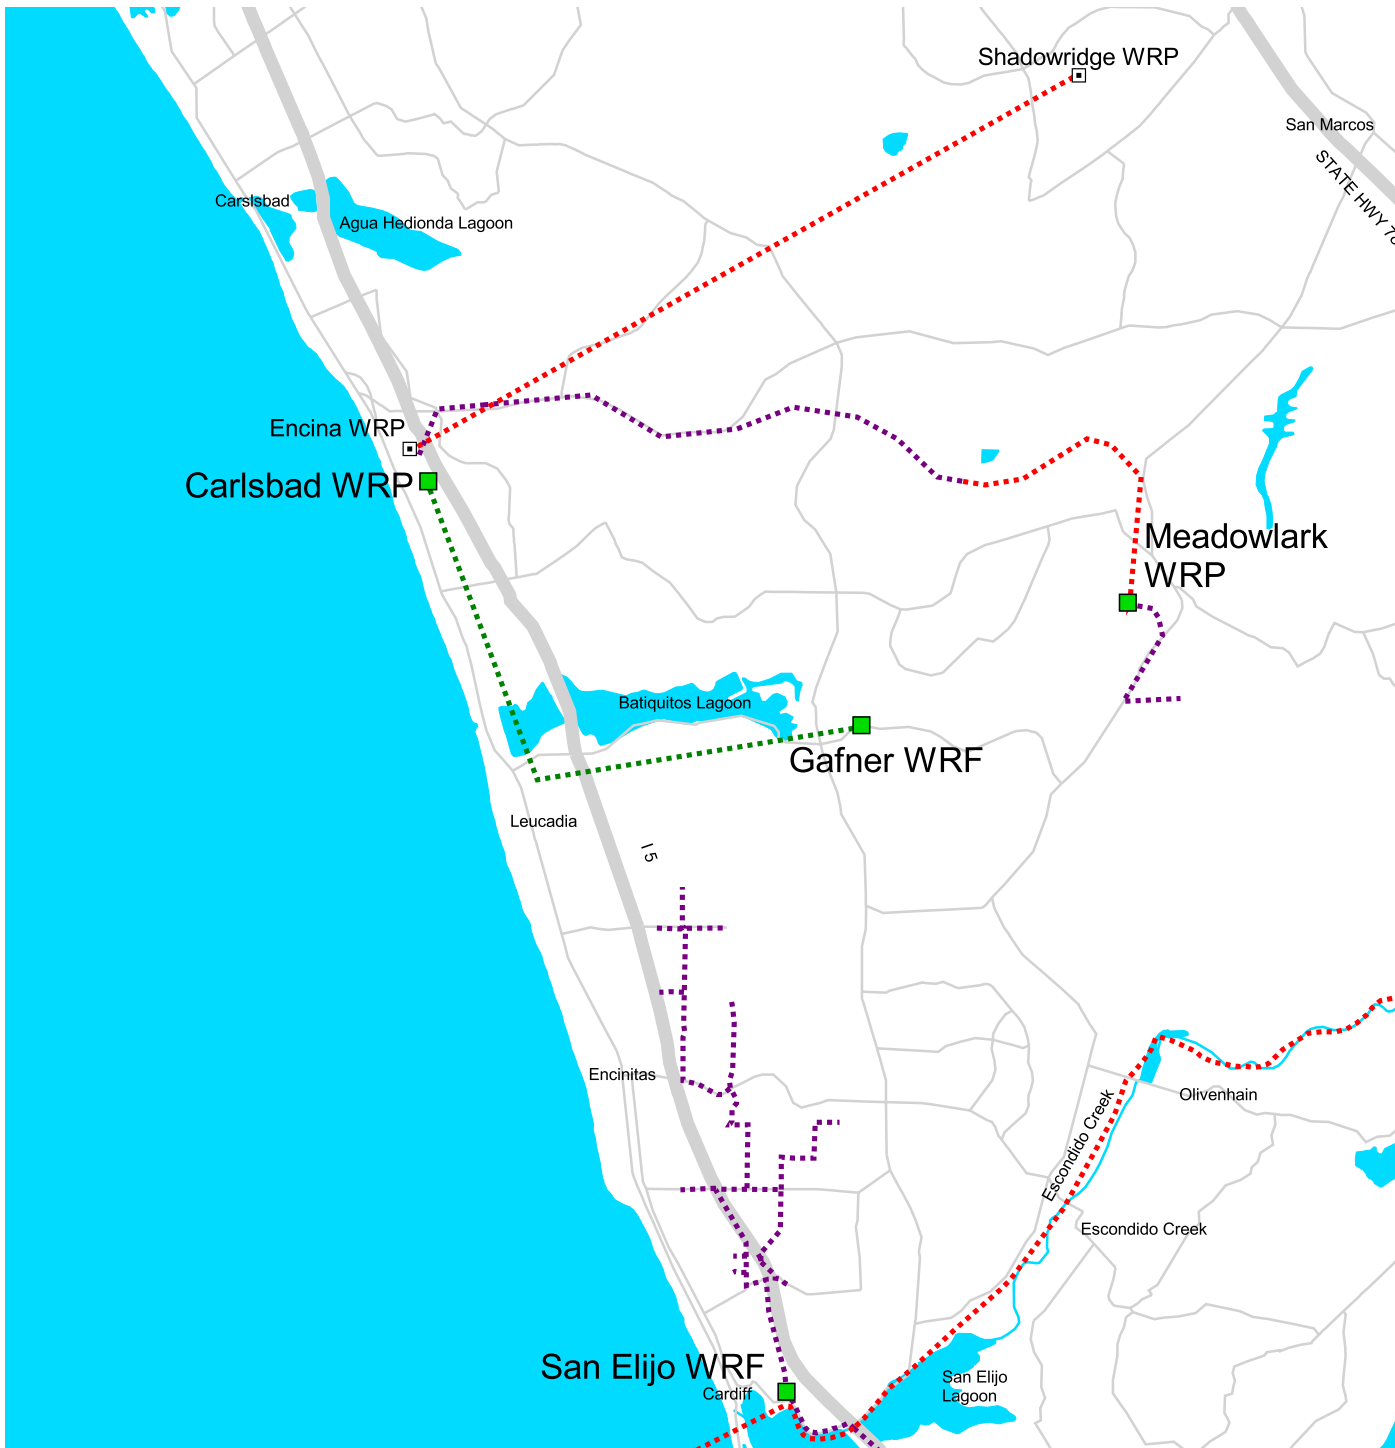 Shadowridge WRP
San Marcos
STATE HWY 78
Carslsbad
Agua Hedionda Lagoon
Encina WRP
Carlsbad WRP
Meadowlark
WRP
Batiquitos Lagoon
Gafner WRF
Leucadia
I 5
Encinitas
Olivenhain
Escondido Creek
Escondido Creek
San Elijo WRF
Cardiff
San Elijo
Lagoon